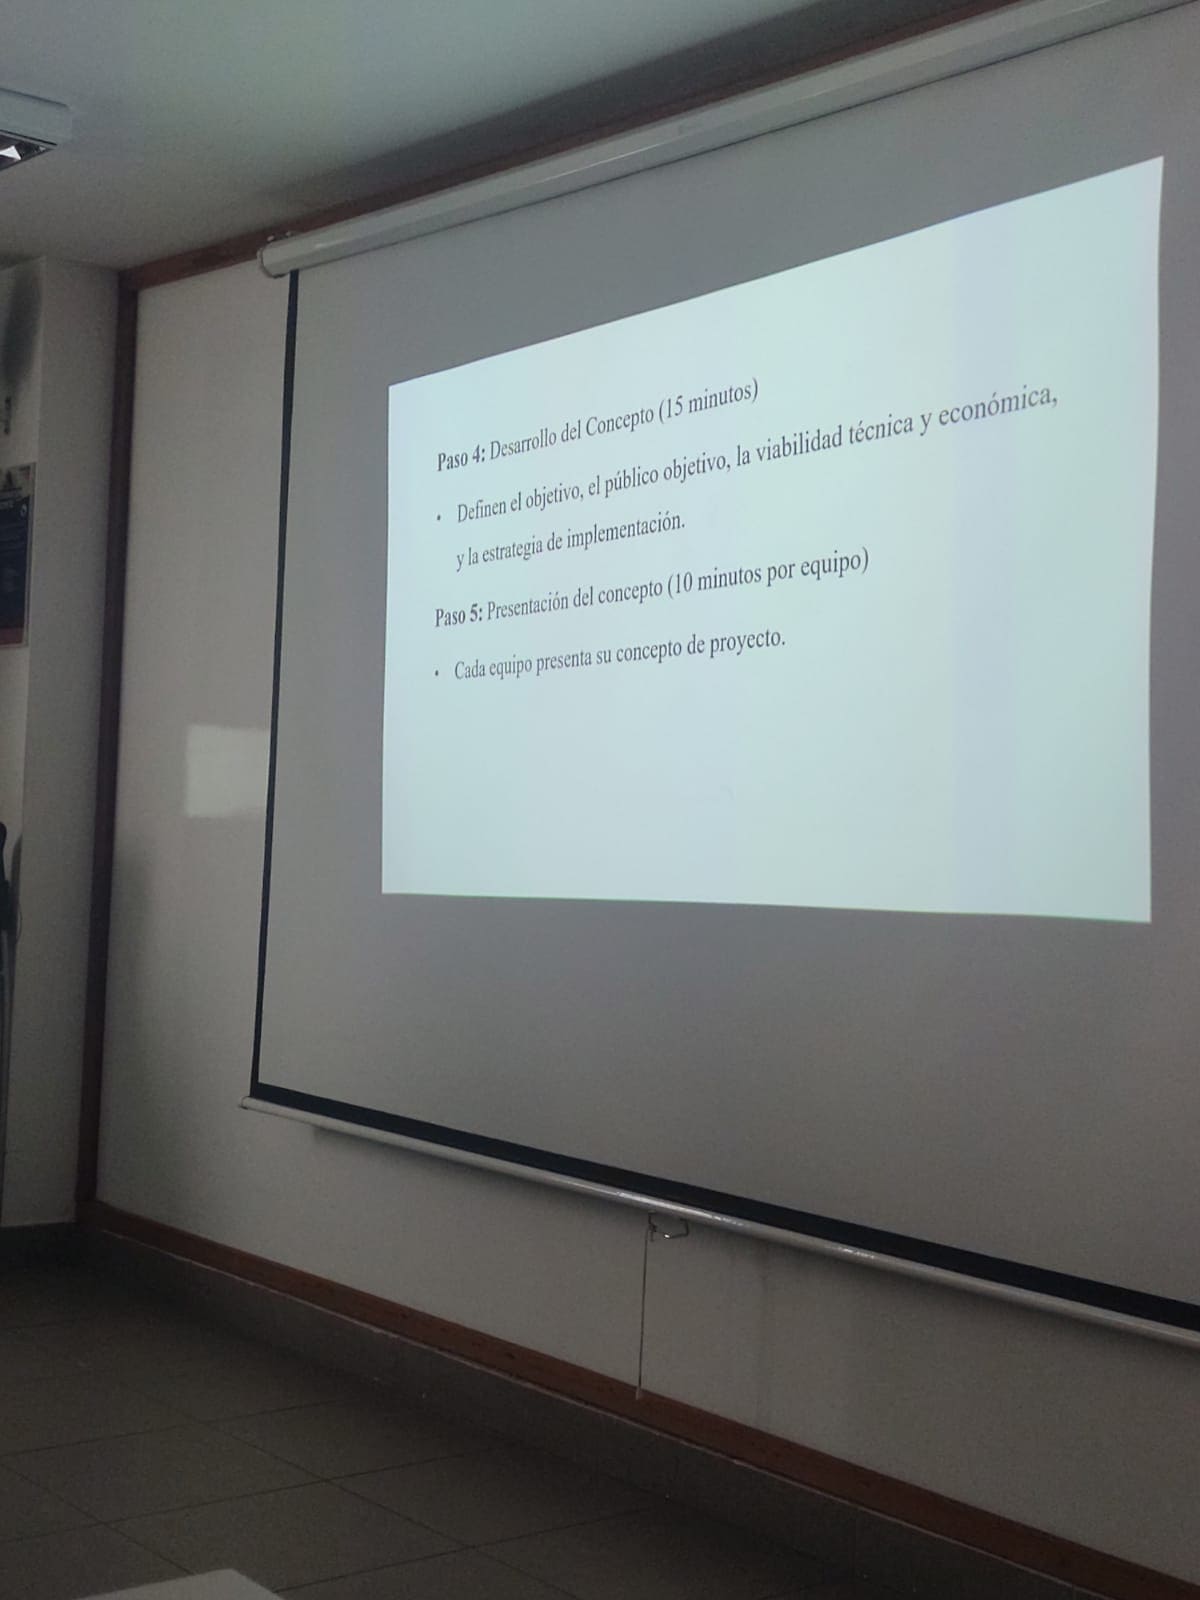 Paso 4: Desarrollo del Concepto (15 minutos)
• Definen el objetivo, el público objetivo, la viabilidad técnica y económica,
y la estrategia de implementación.
Paso 5: Presentación del concepto (10 minutos por equipo)
• Cada equipo presenta su concepto de proyecto.